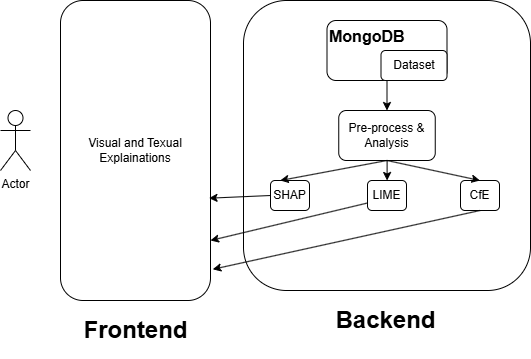 MongoDB
Dataset
Pre-process &
Analysis
Visual and Texual
Explainations
Actor
SHAP
LIME
CfE
Frontend
Backend